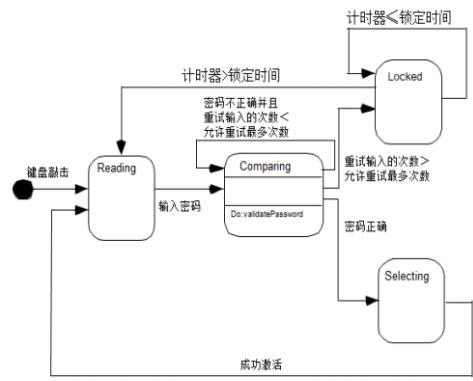 计时器≤锁定时间
计时器>锁定时间
Locked
密码不正确并且
重试输入的次数<
允许重试最多次数
键盘敲击
Reading
Comparing
重试输入的次数>
允许重试最多次数
输入密码
Do:validatePassword
密码正确
Selecting
成功激活